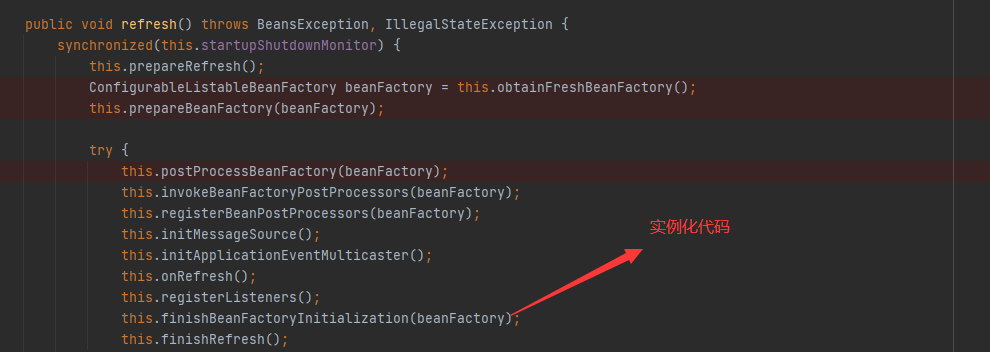 public void refresh() throws BeansException, IllegalStateException {
synchronized(this.startupShutdownMonitor) {
this.prepareRefresh();
ConfigurableListableBeanFactory beanFactory = this.obtainFreshBeanFactory();
this.prepareBeanFactory(beanFactory);
try {
this.postProcessBeanFactory(beanFactory);
this.invokeBeanFactoryPostProcessors(beanFactory);
this.registerBeanPostProcessors(beanFactory);
实例化代码
this.initMessageSource();
this.initApplicationEventMulticaster();
this.onRefresh();
this.registerListeners();
this.finishBeanFactoryInitialization(beanFactory);
this.finishRefresh();